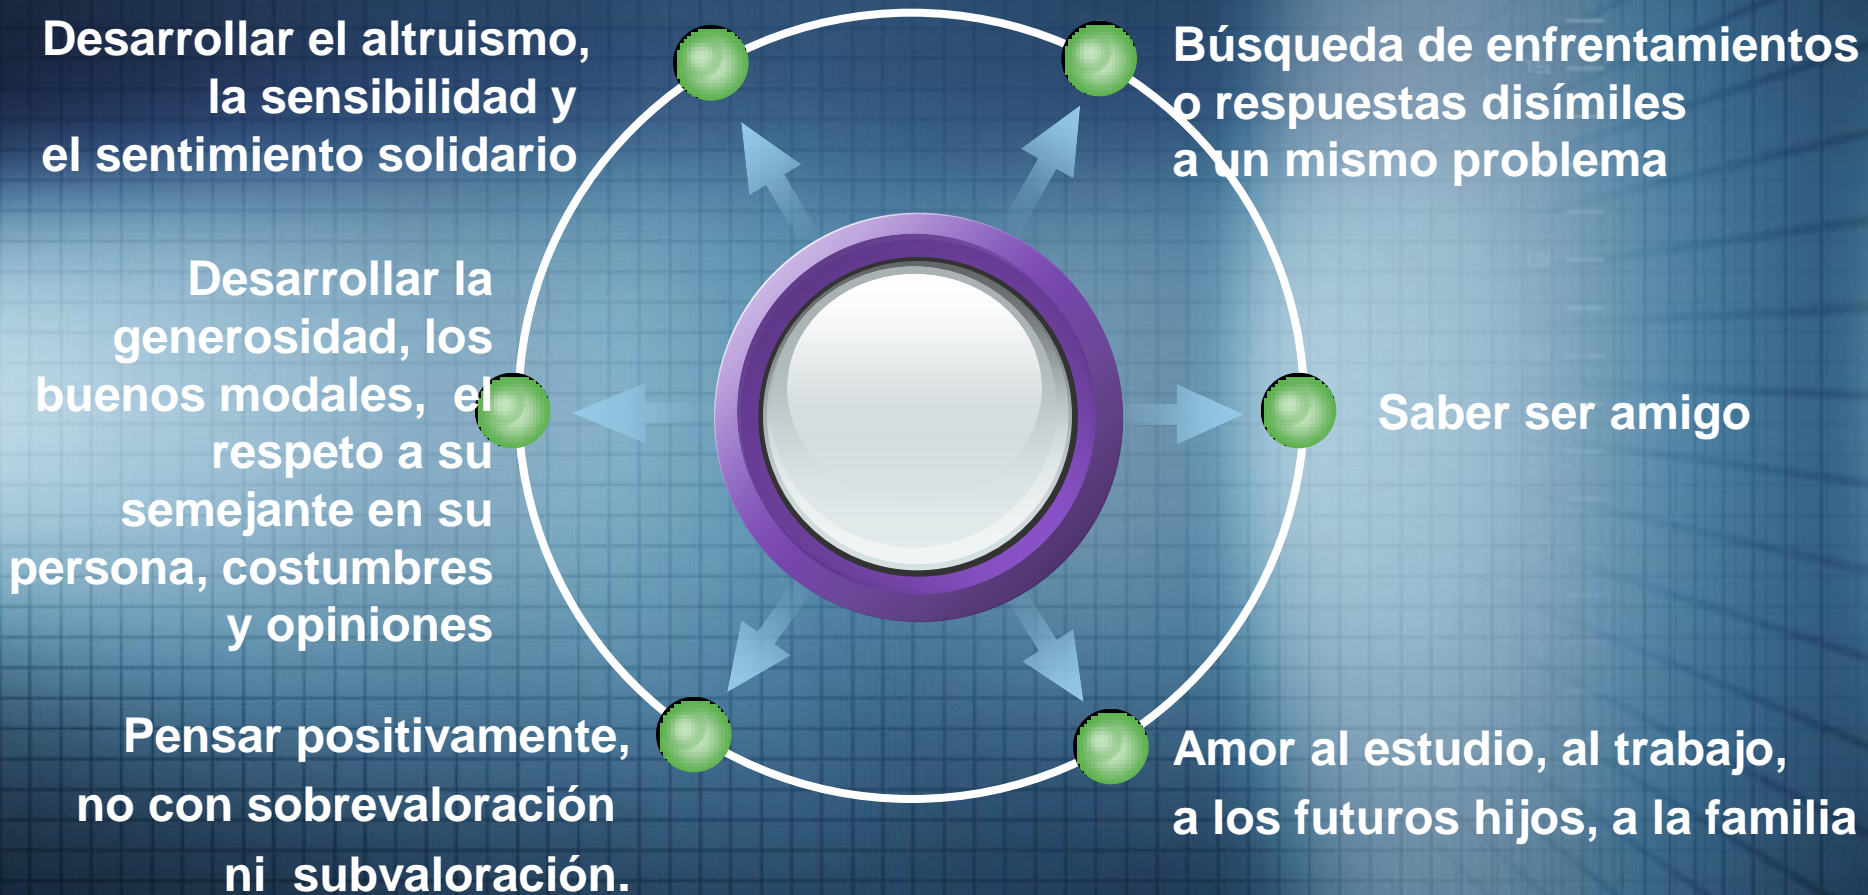 Desarrollar el altruismo,
la sensibilidad y
el sentimiento solidario
Búsqueda de enfrentamientos
o respuestas disímiles
a un mismo problema
Desarrollar la
generosidad, los
buenos modales,  el
respeto a su
semejante en su
persona, costumbres
y opiniones
Saber ser amigo
Pensar positivamente,
no con sobrevaloración
ni  subvaloración.
Amor al estudio, al trabajo,
a los futuros hijos, a la familia